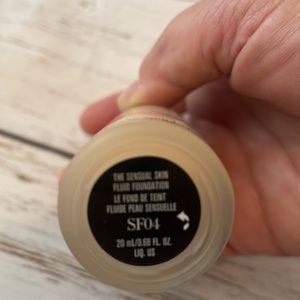 THE SENSUAL SKIN
FLUID FOUNDATION
LE FOND DE TEINT
FLUIDE PEAU SENSUELLE
SF04
20 mL/0.68 FL. OZ.
LIQ. US